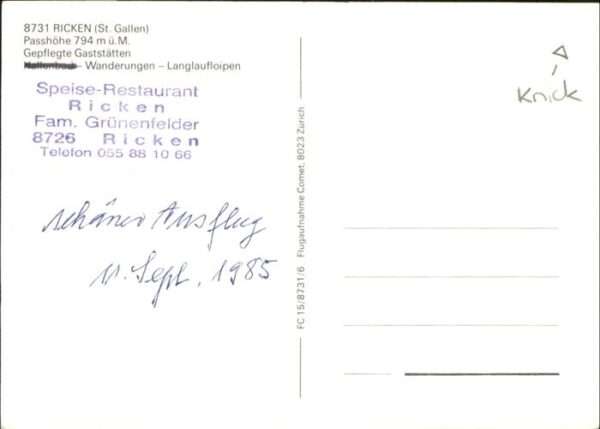 8731 RICKEN (St. Gallen)
Passhöhe 794 m ü.M.
Gepflegte Gaststätten
Hallenbad - Wanderungen – Langlaufloipen
Speise-Restaurant
Ricken
Fam. Grünenfelder
8726 Ricken
Telefon 055 88 10 66
schöner Ausflug
11. Sept. 1985
FC 15/8731/6 Flugaufnahme Comet, 8023 Zürich
Knick